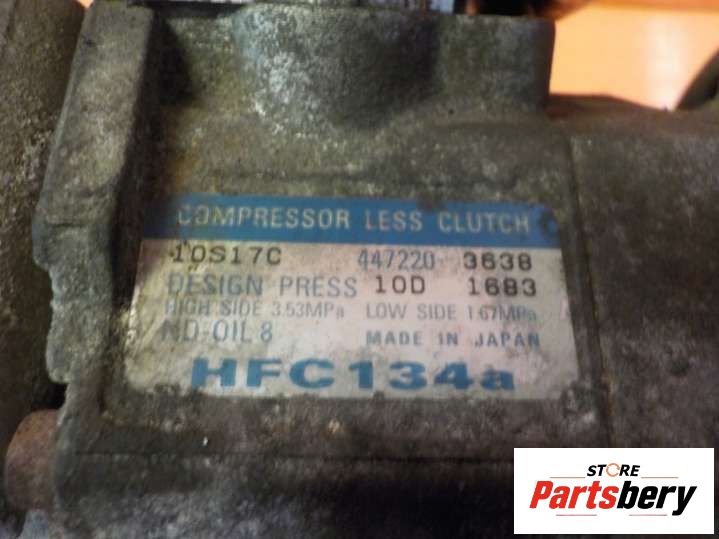 COMPRESSOR LESS CLUTCH
10S17C 447220-3638
DESIGN PRESS 10D 1683
HIGH SIDE 3.53MPa LOW SIDE 1.67MPa
ND-OIL 8 MADE IN JAPAN
HFC134a
STORE
Partsbery